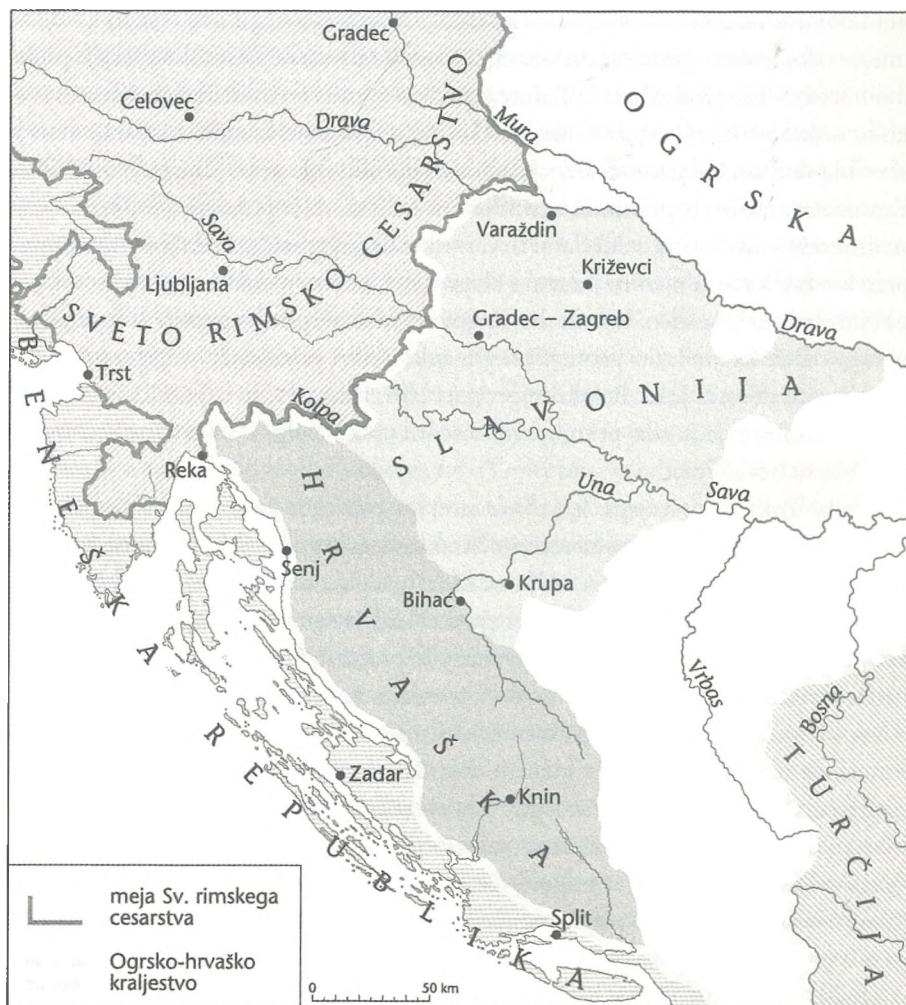 Gradec
Celovec
Drava
Mura
OGRSKA
Sava
Varaždin
Ljubljana
Križevci
SVETO RIMSKO CESARSTVO
Gradec – Zagreb
Drava
Trst
Kolpa
SLAVONIJA
Reka
BENEŠKA REPUBLIKA
HRVAŠKA
Una
Sava
Senj
Bihac
Krupa
Vrbas
Bosna
TURČIJA
Zadar
Knin
Split
meja Sv. rimskega
cesarstva
Ogrsko-hrvaško
kraljestvo
0 50 km